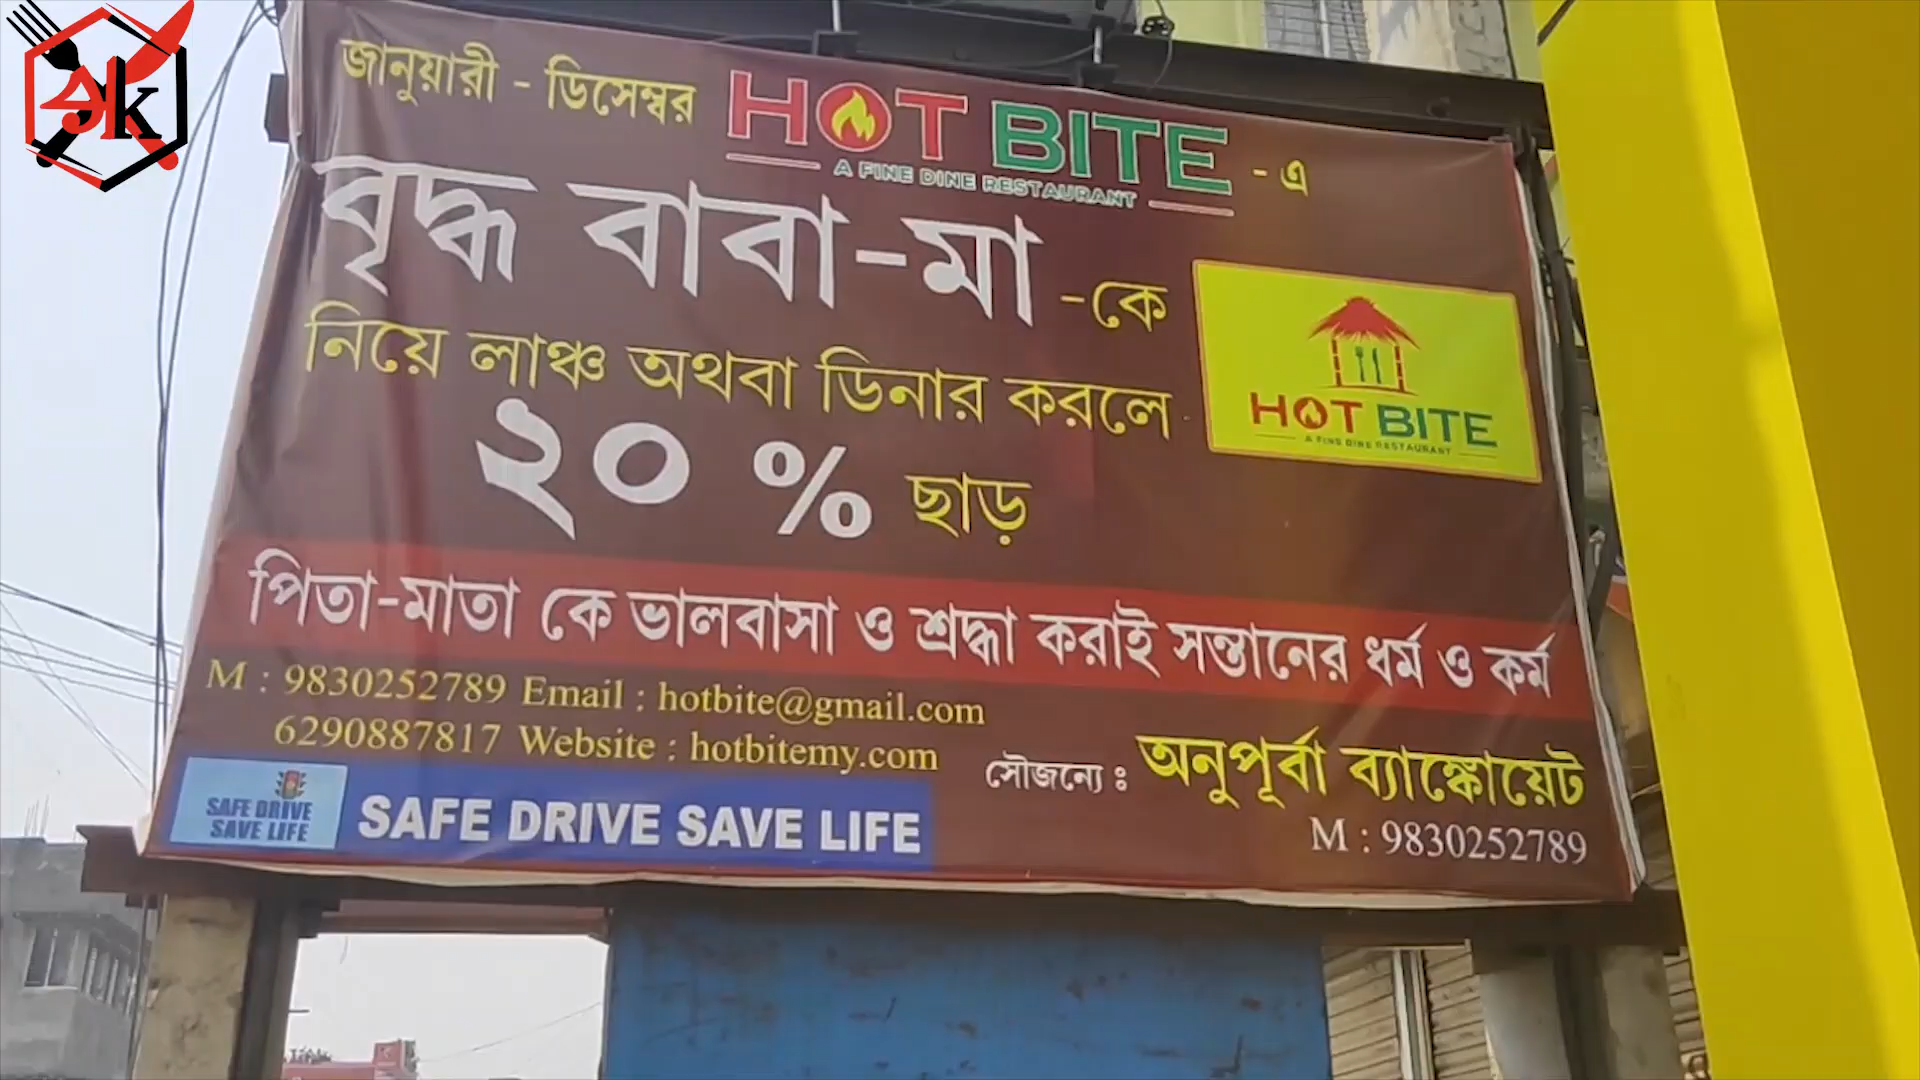 জানুয়ারী - ডিসেম্বর HOT BITE - এ
A FINE DINE RESTAURANT
বৃদ্ধ বাবা-মা -কে
নিয়ে লাঞ্চ অথবা ডিনার করলে
২০ % ছাড়
HOT BITE
A FINE DINE RESTAURANT
পিতা-মাতা কে ভালবাসা ও শ্রদ্ধা করাই সন্তানের ধর্ম ও কর্ম
M : 9830252789 Email : hotbite@gmail.com
6290887817 Website : hotbitemy.com
সৌজন্যে : অনুপূর্বা ব্যাঙ্কোয়েট
M : 9830252789
SAFE DRIVE
SAVE LIFE
SAFE DRIVE SAVE LIFE